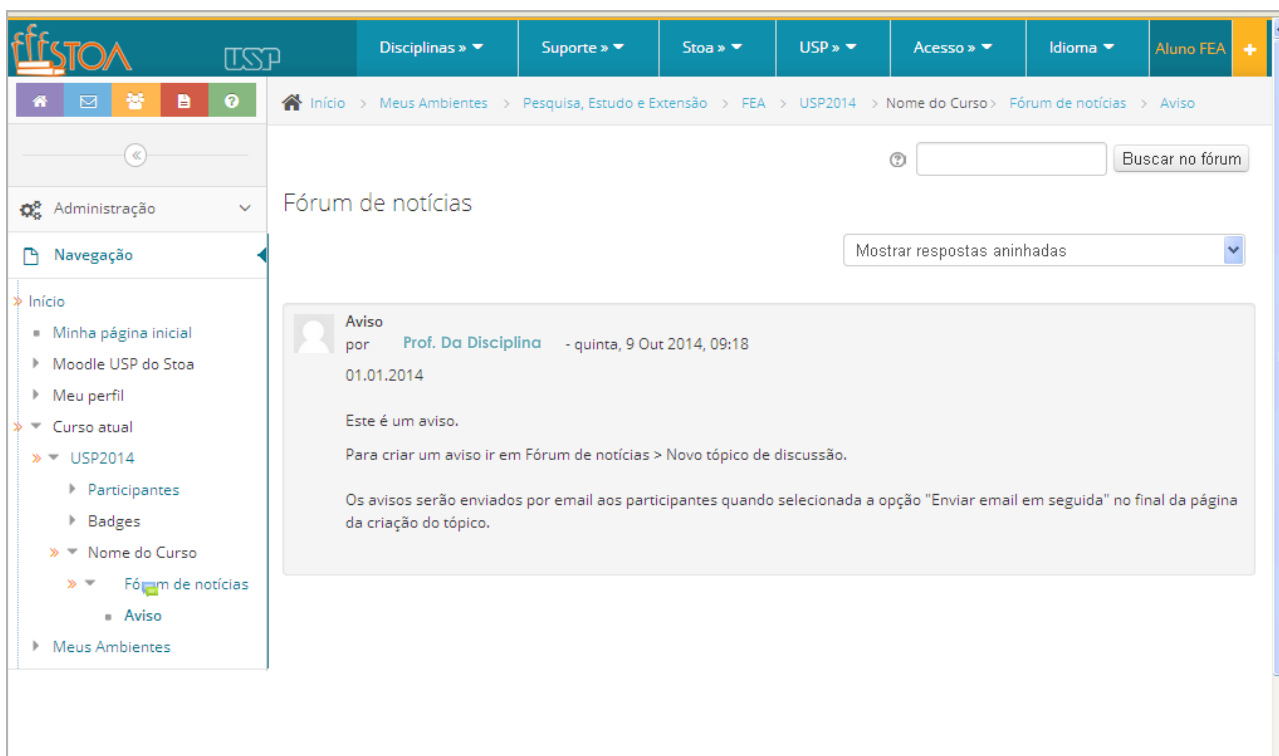 STOA USP Disciplinas » Suporte » Stoa » USP » Acesso » Idioma Aluno FEA +
Início > Meus Ambientes > Pesquisa, Estudo e Extensão > FEA > USP2014 > Nome do Curso > Fórum de notícias > Aviso
Buscar no fórum
Administração
Navegação
Início
Minha página inicial
Moodle USP do Stoa
Meu perfil
Curso atual
USP2014
Participantes
Badges
Nome do Curso
Fórum de notícias
Aviso
Meus Ambientes
Fórum de notícias
Mostrar respostas aninhadas
Aviso
por Prof. Da Disciplina - quinta, 9 Out 2014, 09:18
01.01.2014
Este é um aviso.
Para criar um aviso ir em Fórum de notícias > Novo tópico de discussão.
Os avisos serão enviados por email aos participantes quando selecionada a opção "Enviar email em seguida" no final da página
da criação do tópico.